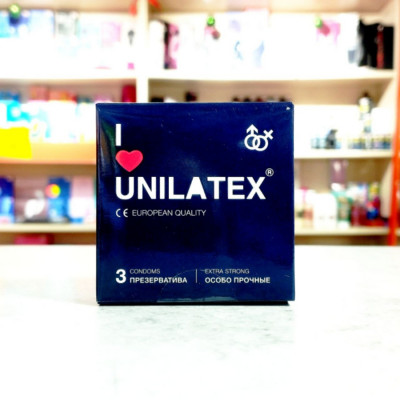 I
UNILATEX®
CE EUROPEAN QUALITY
3 CONDOMS
ПРЕЗЕРВАТИВА
EXTRA STRONG
ОСОБО ПРОЧНЫЕ